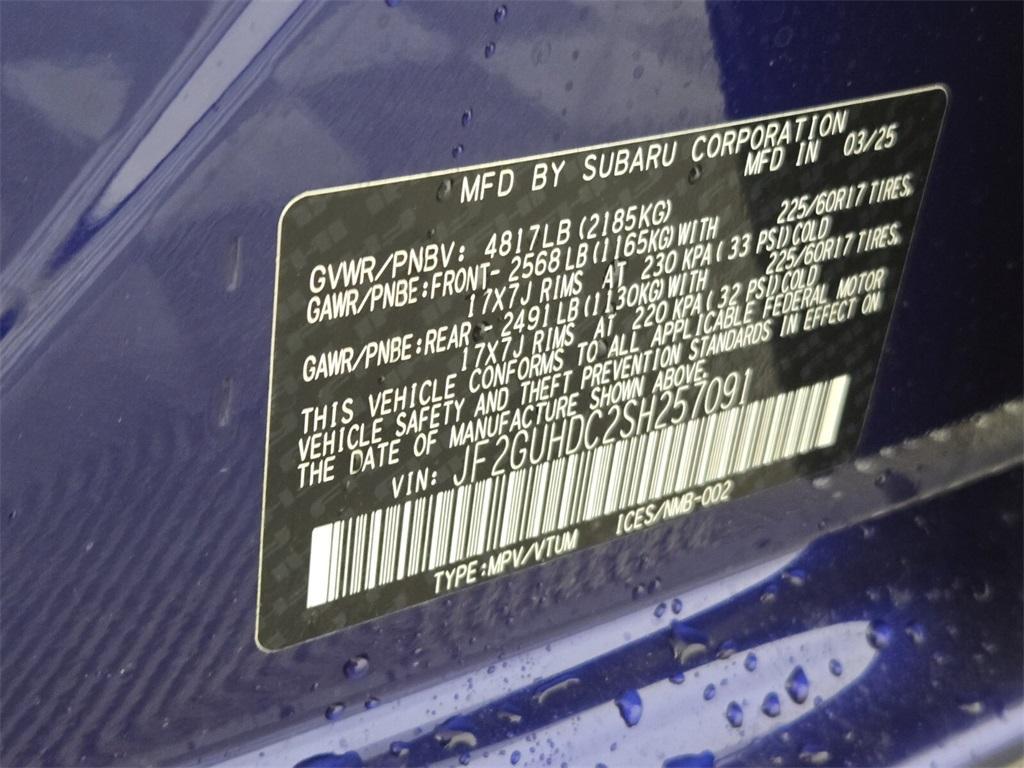 MFD BY SUBARU CORPORATION
MFD IN 03/25
GVWR/PNBV: 4817LB (2185KG)
GAWR/PNBE:FRONT- 2568LB (1165KG) WITH 225/60R17 TIRES,
17X7J RIMS AT 230 KPA (33 PSI) COLD
GAWR/PNBE:REAR - 2491LB (1130KG) WITH 225/60R17 TIRES,
17X7J RIMS AT 220 KPA (32 PSI) COLD
THIS VEHICLE CONFORMS TO ALL APPLICABLE FEDERAL MOTOR
VEHICLE SAFETY AND THEFT PREVENTION STANDARDS IN EFFECT ON
THE DATE OF MANUFACTURE SHOWN ABOVE.
VIN: JF2GUHDC2SH257091
TYPE:MPV/VTUM ICES/NMB-002